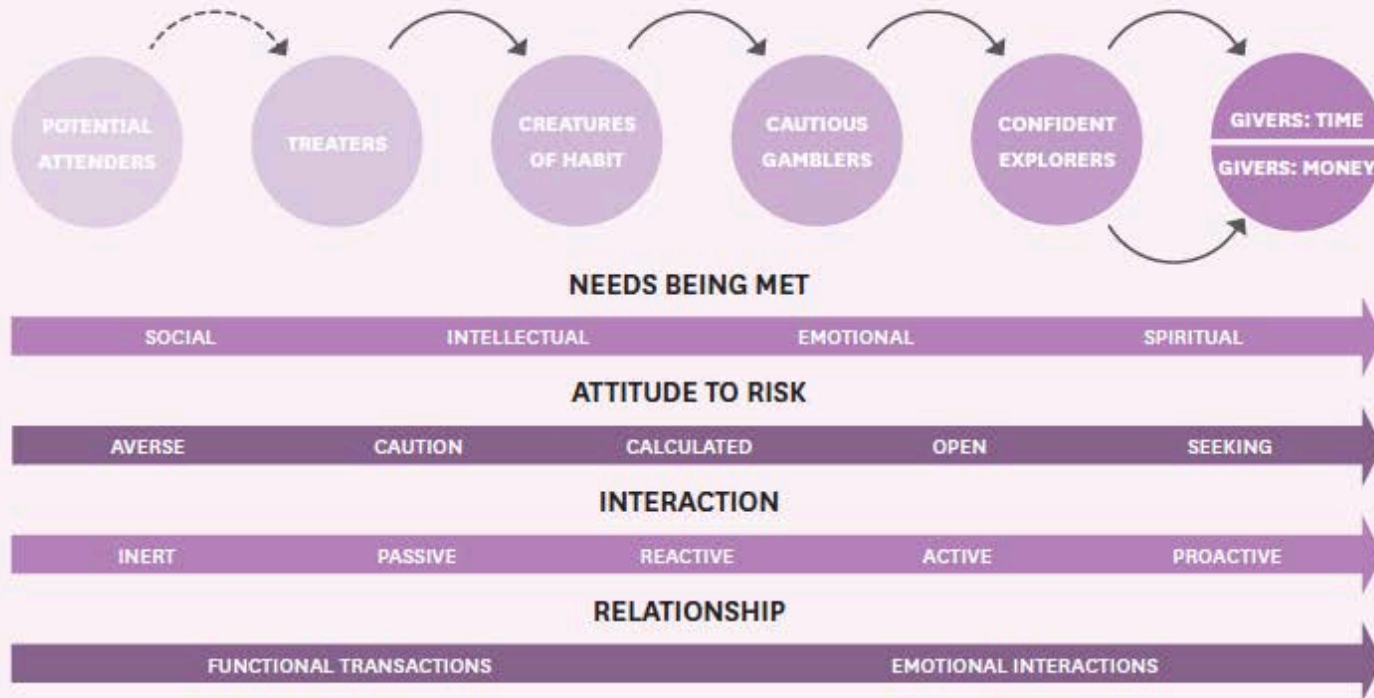 POTENTIAL
ATTENDERS
TREATERS
CREATURES
OF HABIT
CAUTIOUS
GAMBLERS
CONFIDENT
EXPLORERS
GIVERS: TIME
GIVERS: MONEY
NEEDS BEING MET
SOCIAL INTELLECTUAL EMOTIONAL SPIRITUAL
ATTITUDE TO RISK
AVERSE CAUTION CALCULATED OPEN SEEKING
INTERACTION
INERT PASSIVE REACTIVE ACTIVE PROACTIVE
RELATIONSHIP
FUNCTIONAL TRANSACTIONS EMOTIONAL INTERACTIONS